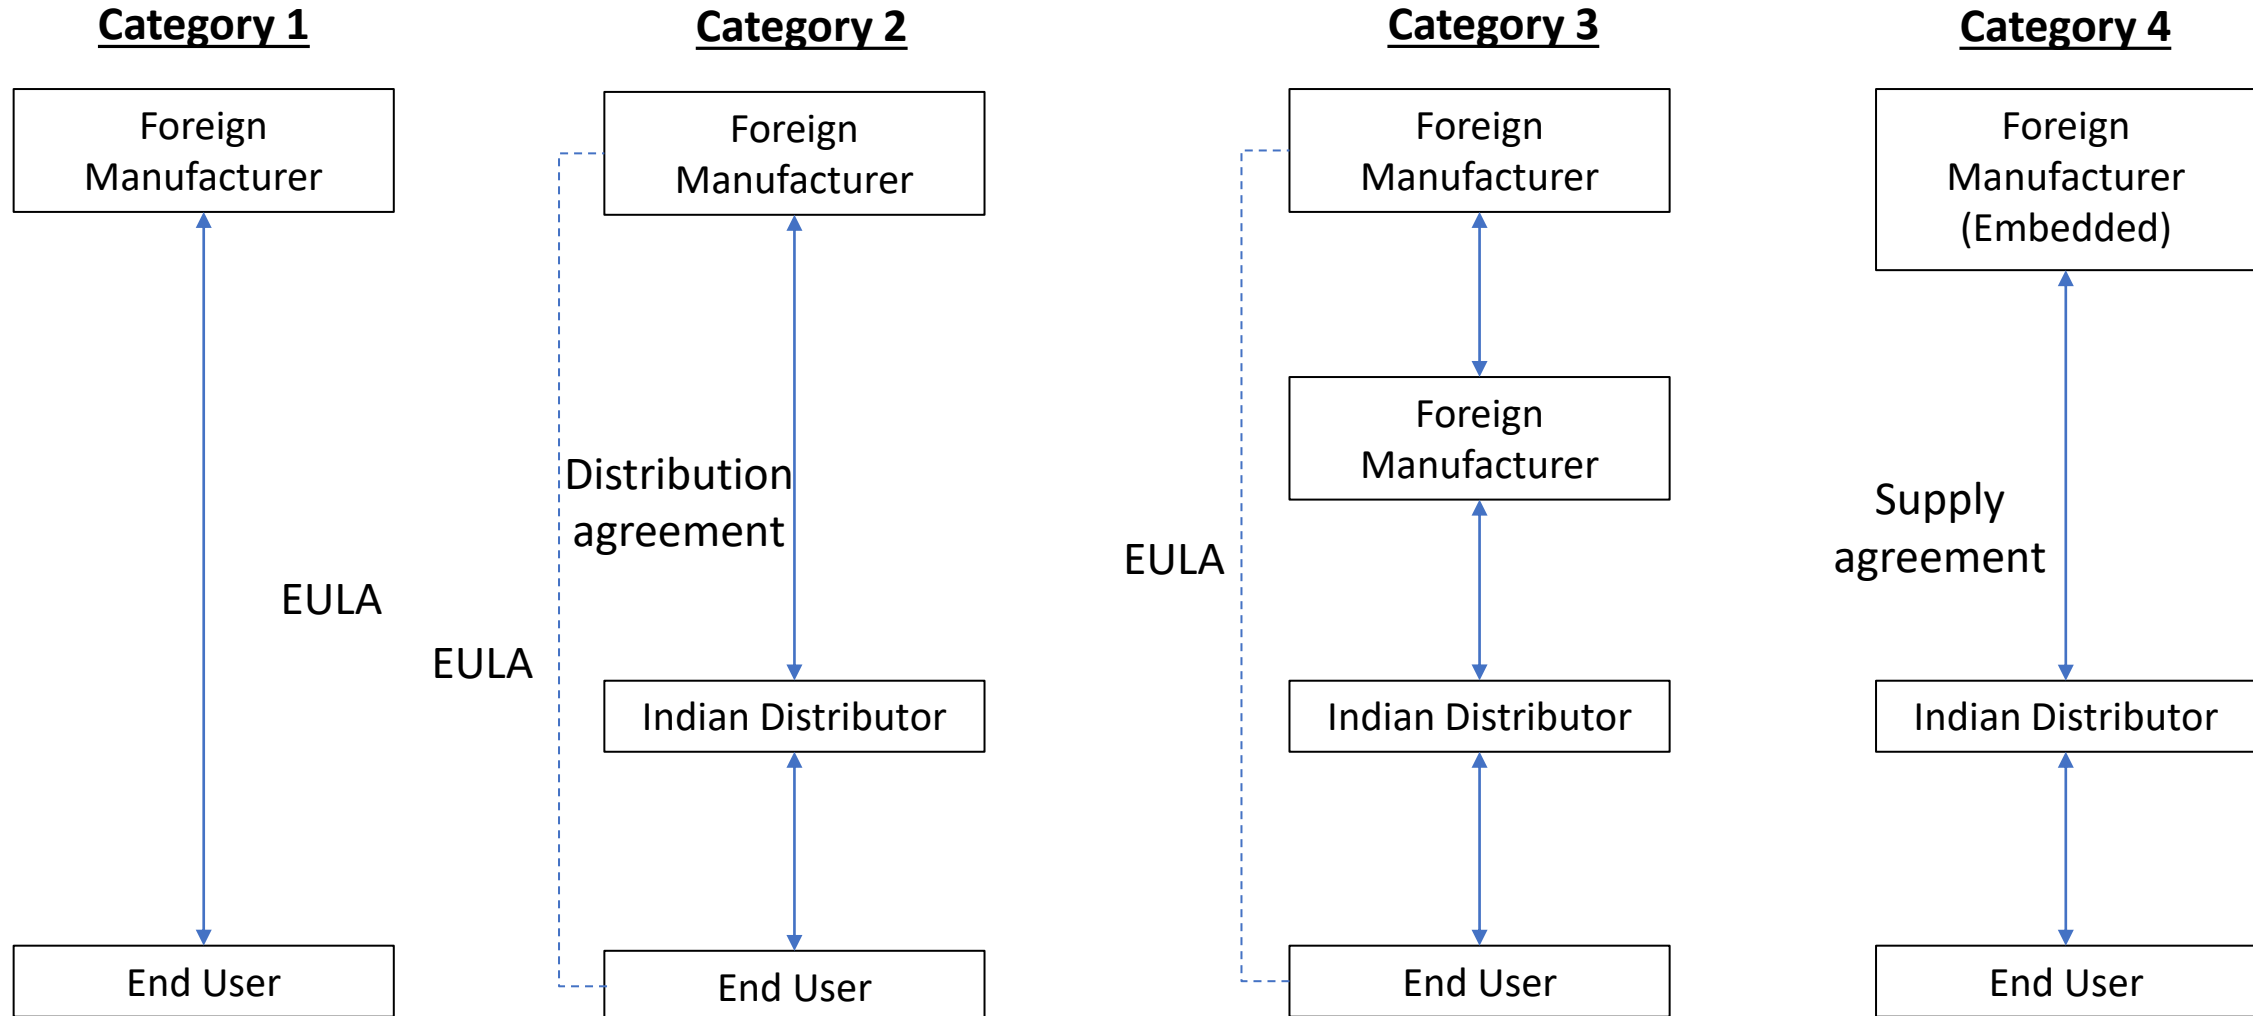 Category 1
Foreign
Manufacturer
EULA
End User
Category 2
Foreign
Manufacturer
Distribution
agreement
EULA
Indian Distributor
End User
Category 3
Foreign
Manufacturer
Foreign
Manufacturer
EULA
Indian Distributor
End User
Category 4
Foreign
Manufacturer
(Embedded)
Supply
agreement
Indian Distributor
End User